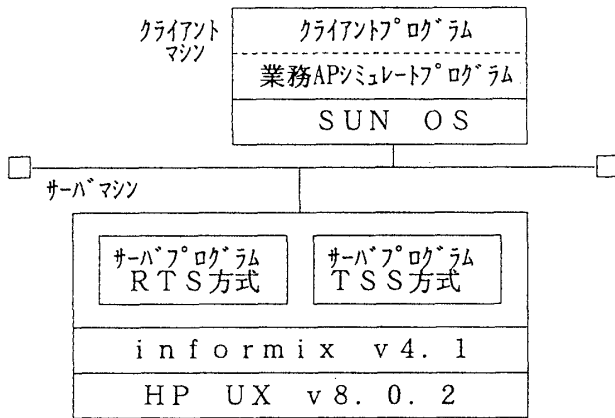 クライアント
マシン
クライアントプログラム
業務APシミュレートプログラム
SUN OS
サーバマシン
サーバプログラム
RTS方式
サーバプログラム
TSS方式
informix v4.1
HP UX v8.0.2